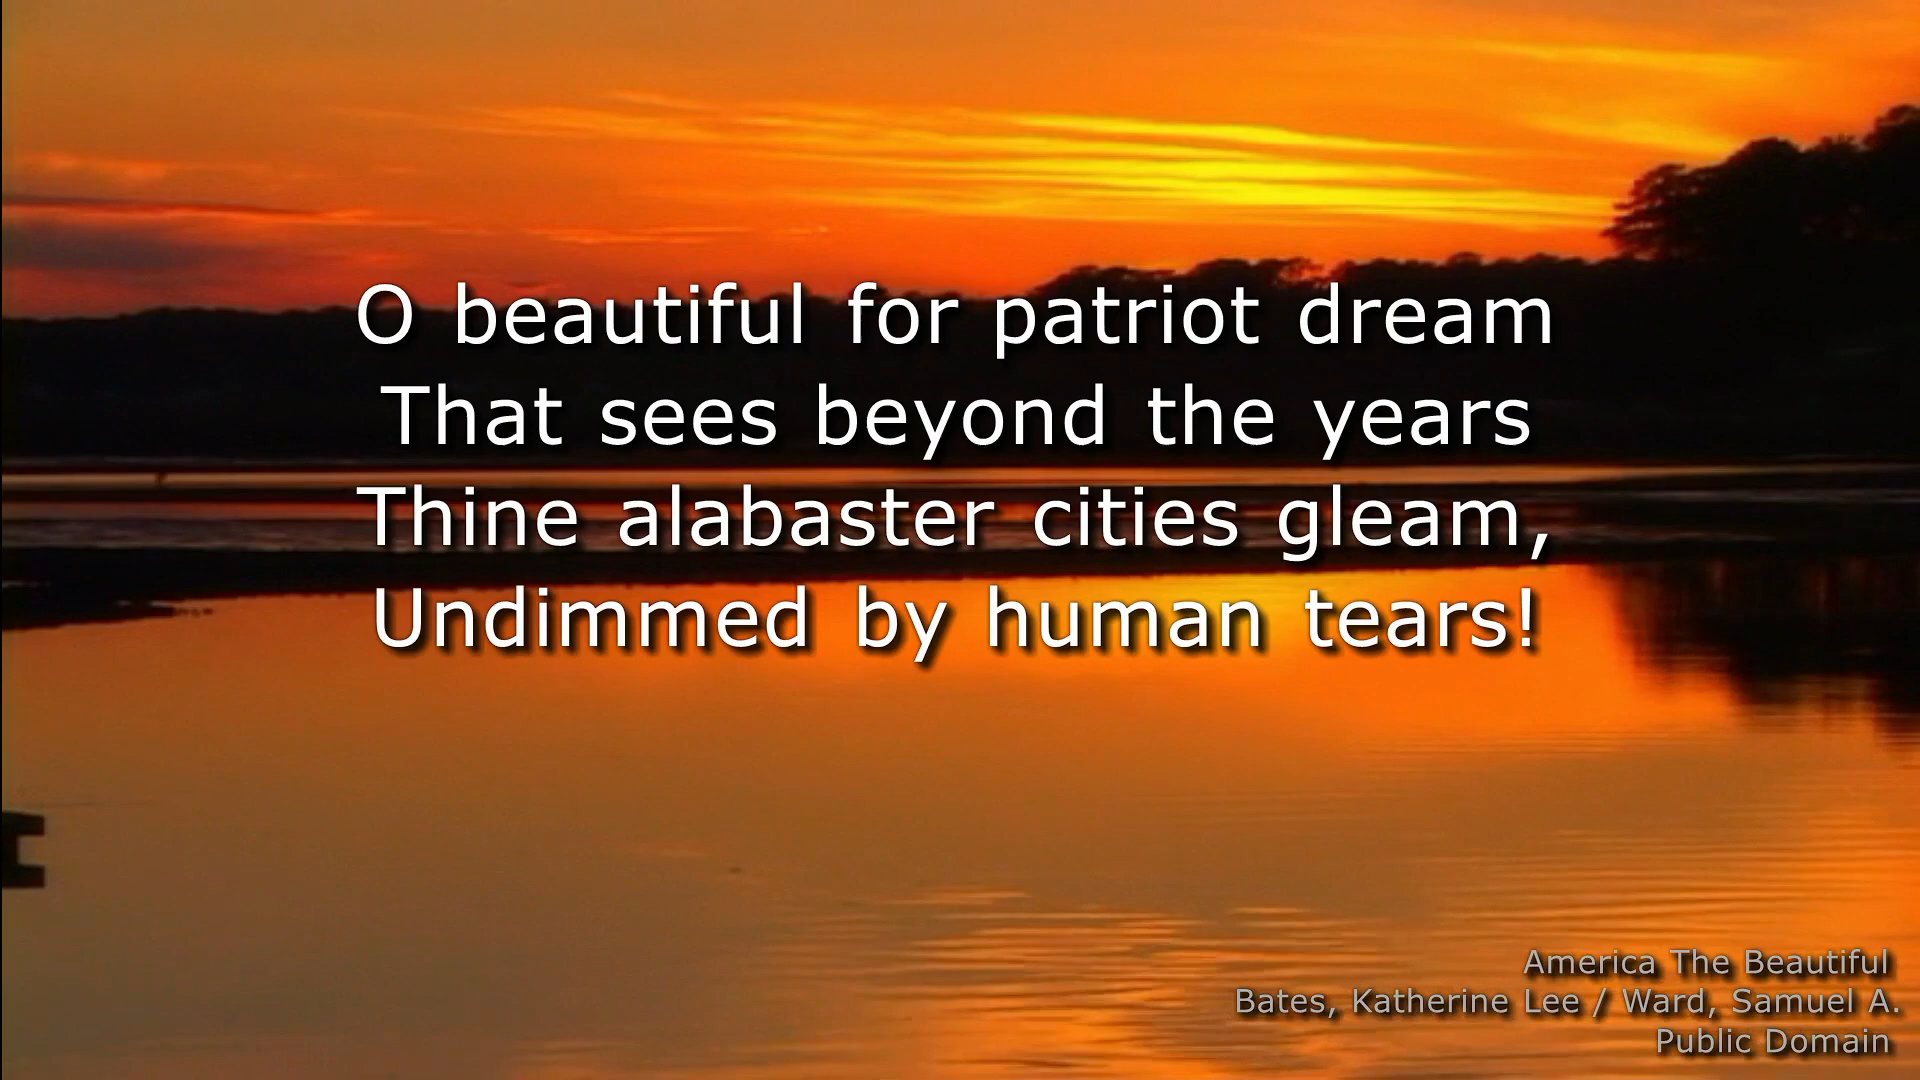 O beautiful for patriot dream
That sees beyond the years
Thine alabaster cities gleam,
Undimmed by human tears!
America The Beautiful
Bates, Katherine Lee / Ward, Samuel A.
Public Domain